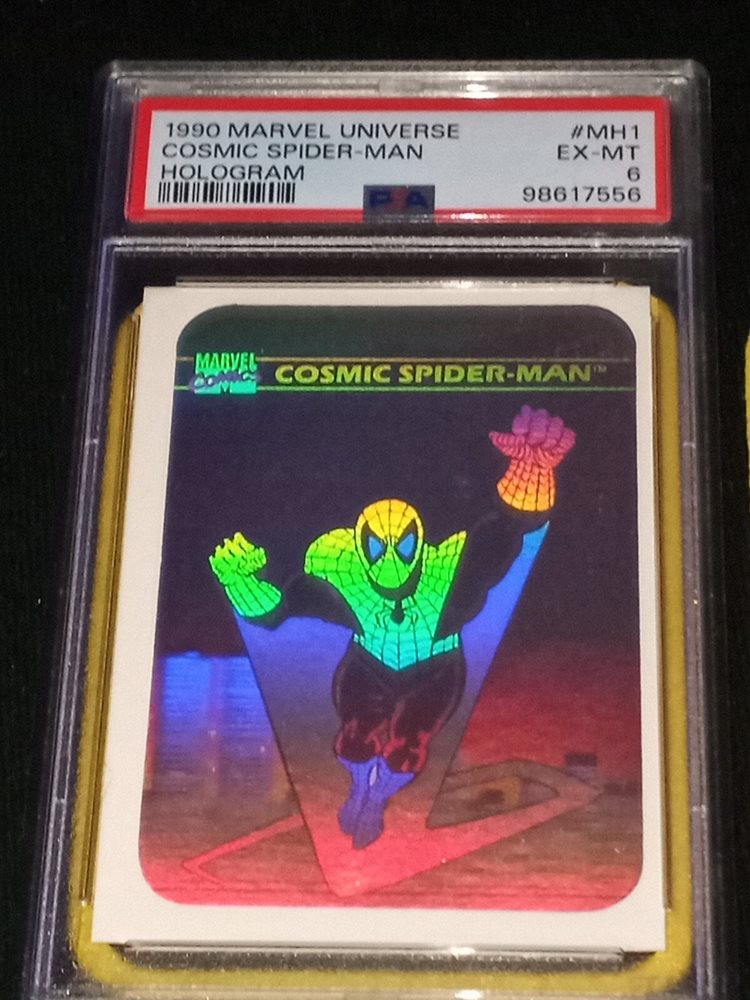 1990 MARVEL UNIVERSE #MH1
COSMIC SPIDER-MAN EX-MT
HOLOGRAM 6
PSA 98617556
MARVEL
COMICS
COSMIC SPIDER-MAN™